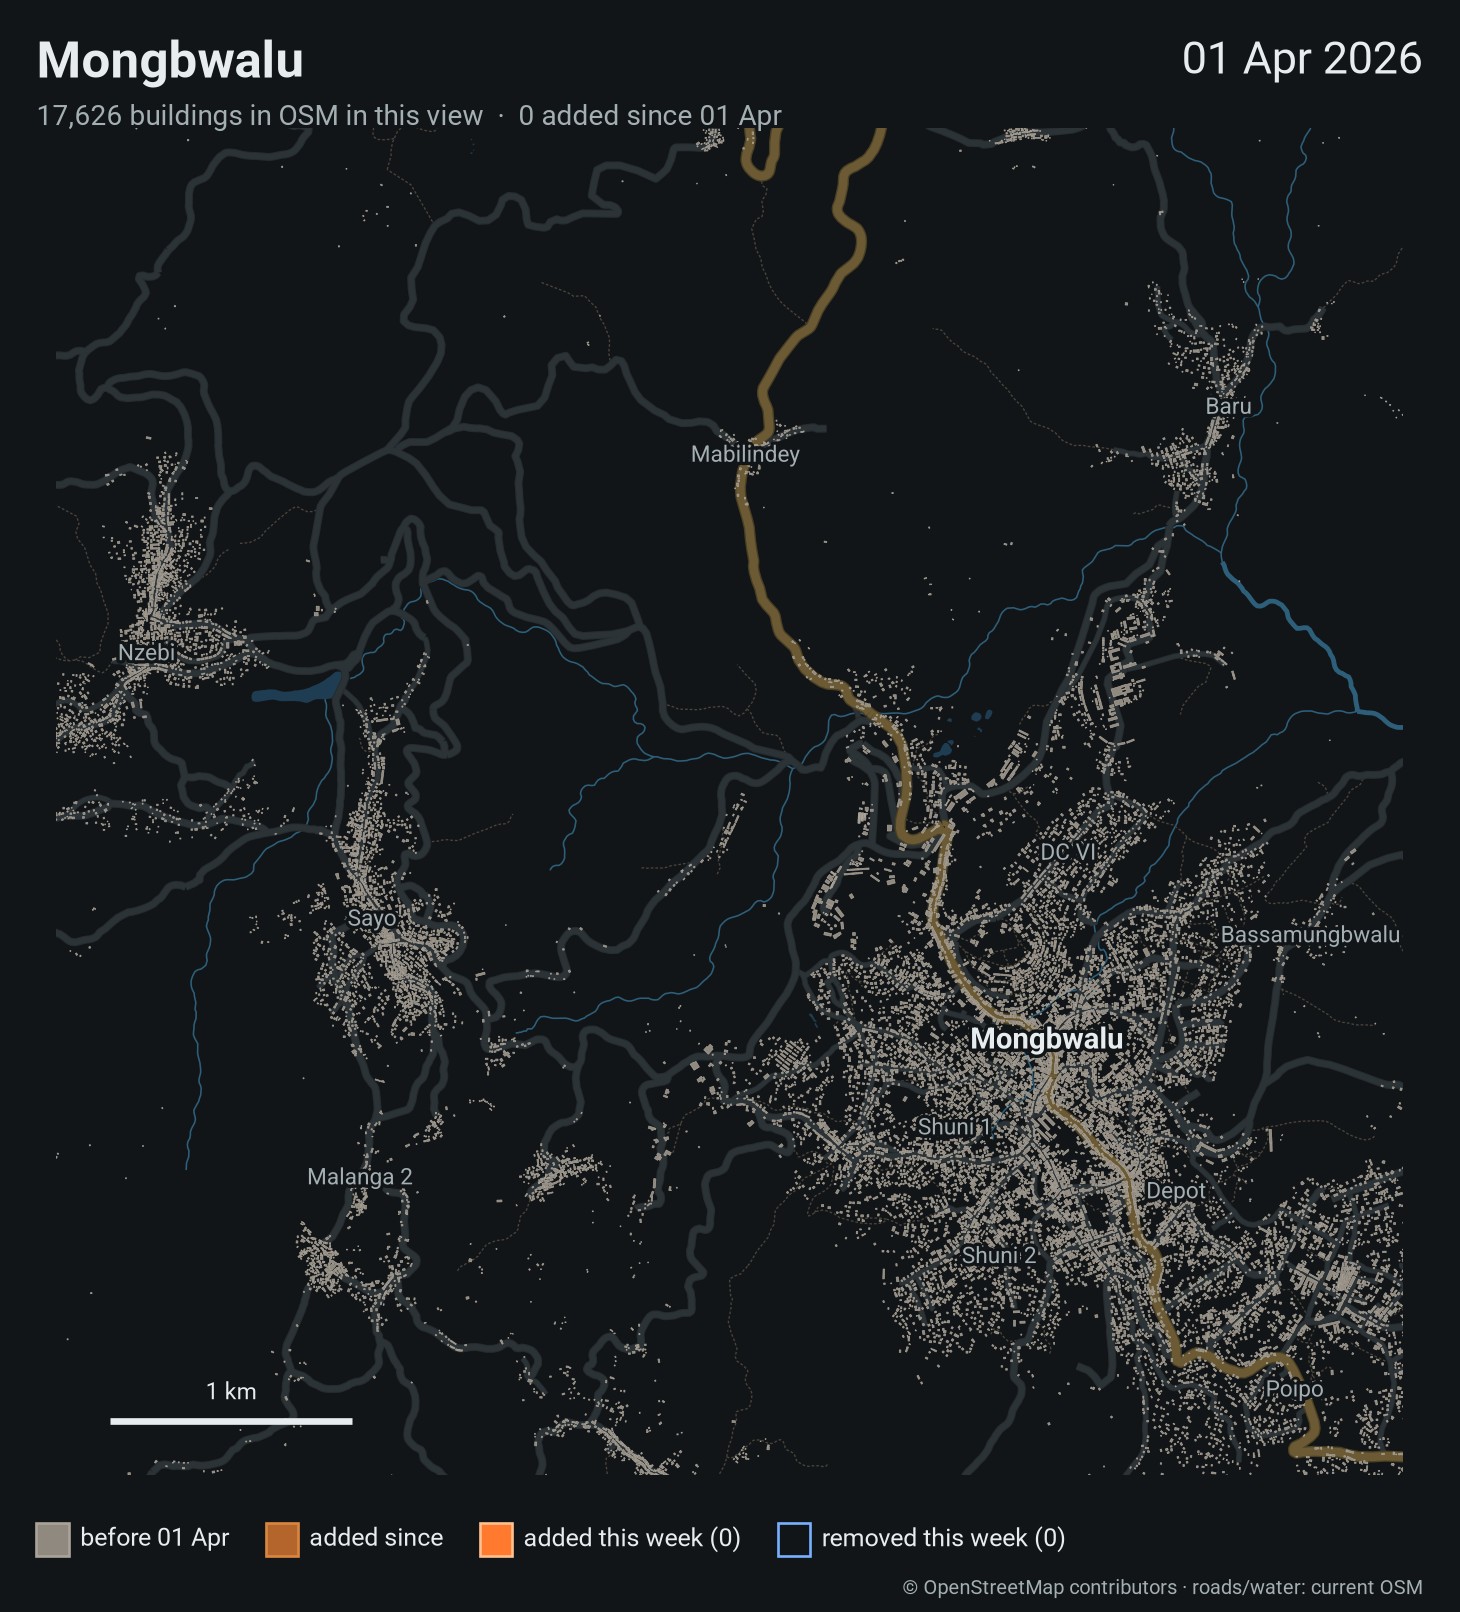 Mongbwalu
01 Apr 2026
17,626 buildings in OSM in this view · 0 added since 01 Apr
Baru
Mabilindey
Nzebi
DC VI
Sayo
Bassamungbwalu
Mongbwalu
Shuni 1
Malanga 2
Depot
Shuni 2
Poipo
1 km
before 01 Apr
added since
added this week (0)
removed this week (0)
© OpenStreetMap contributors · roads/water: current OSM